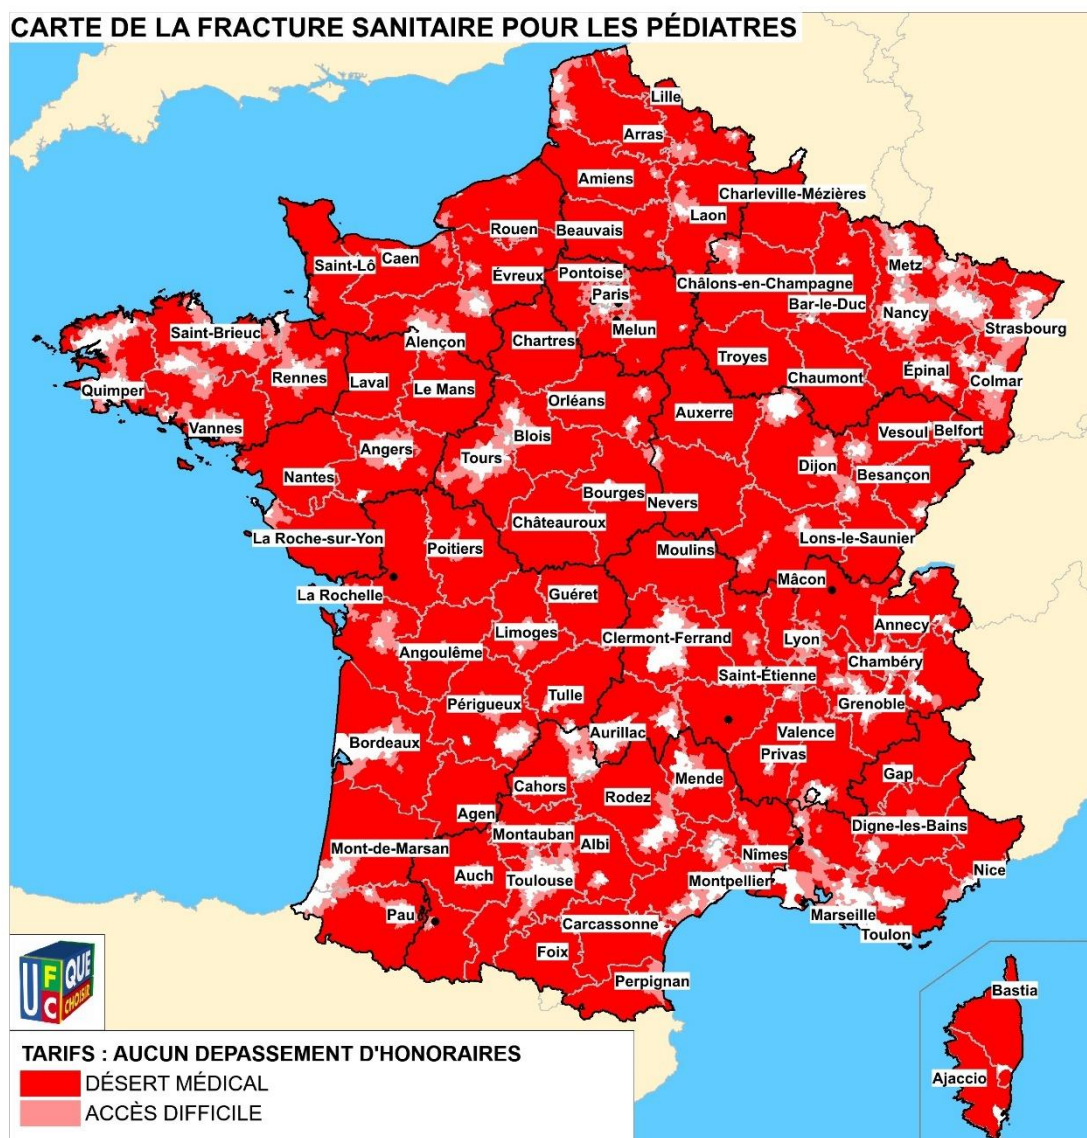 CARTE DE LA FRACTURE SANITAIRE POUR LES PÉDIATRES
Lille
Arras
Amiens
Charleville-Mézières
Laon
Rouen
Beauvais
Caen
Saint-Lô
Metz
Évreux
Pontoise
Châlons-en-Champagne
Paris
Bar-le-Duc
Nancy
Strasbourg
Melun
Saint-Brieuc
Alençon
Chartres
Troyes
Chaumont
Épinal
Colmar
Quimper
Rennes
Laval
Le Mans
Orléans
Auxerre
Vannes
Blois
Vesoul
Belfort
Angers
Tours
Dijon
Besançon
Nantes
Bourges
Nevers
Châteauroux
La Roche-sur-Yon
Poitiers
Lons-le-Saunier
Moulins
Mâcon
La Rochelle
Guéret
Annecy
Limoges
Clermont-Ferrand
Lyon
Angoulême
Chambéry
Saint-Étienne
Tulle
Périgueux
Grenoble
Bordeaux
Aurillac
Valence
Privas
Cahors
Mende
Gap
Rodez
Agen
Montauban
Digne-les-Bains
Mont-de-Marsan
Albi
Nîmes
Auch
Toulouse
Montpellier
Nice
Pau
Carcassonne
Marseille
Toulon
Foix
Perpignan
Bastia
Ajaccio
UFC QUE CHOISIR
TARIFS : AUCUN DEPASSEMENT D'HONORAIRES
DÉSERT MÉDICAL
ACCÈS DIFFICILE